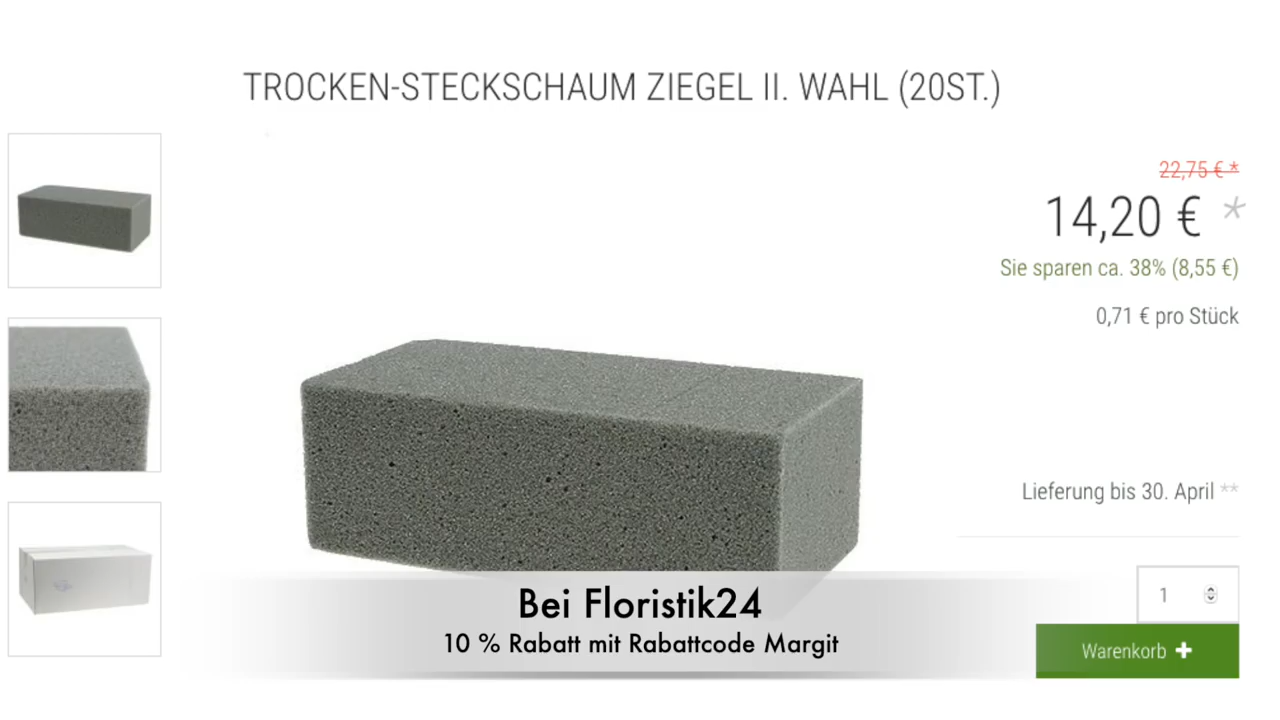 TROCKEN-STECKSCHAUM ZIEGEL II. WAHL (20ST.)
22,75 € *
14,20 € *
Sie sparen ca. 38% (8,55 €)
0,71 € pro Stück
Lieferung bis 30. April **
1
Warenkorb +
Bei Floristik24
10 % Rabatt mit Rabattcode Margit